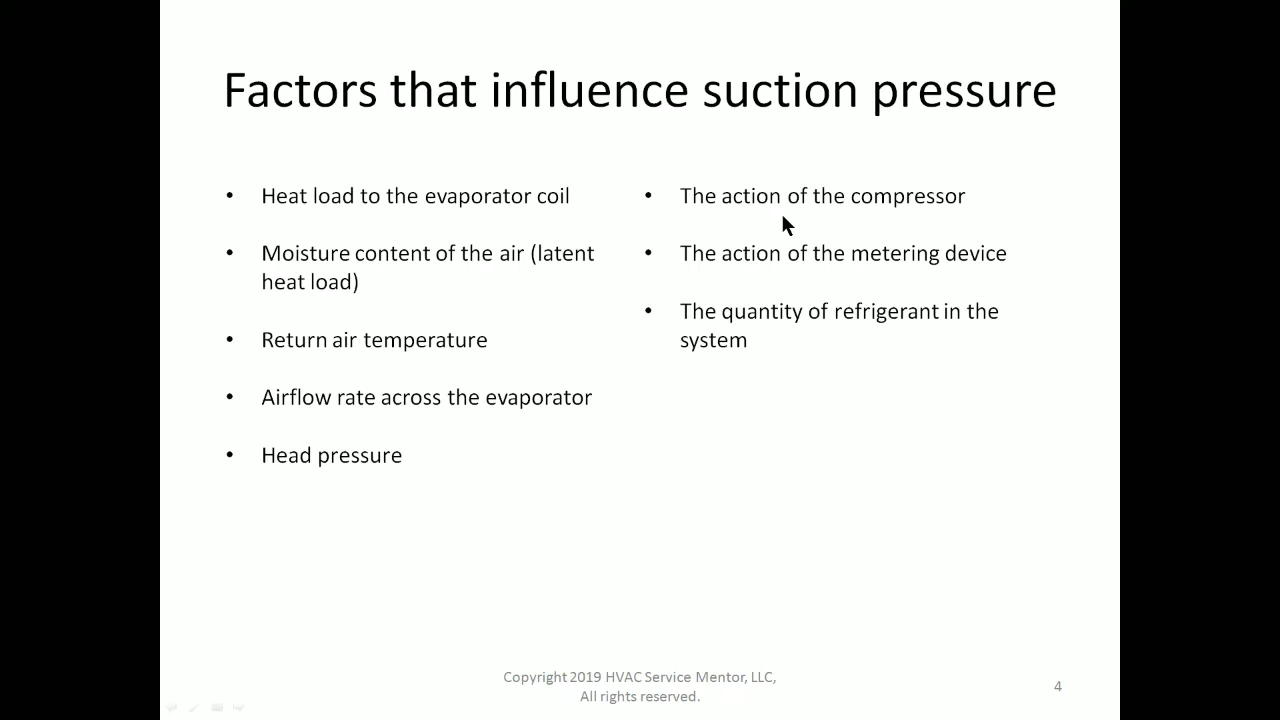 Factors that influence suction pressure
• Heat load to the evaporator coil
• Moisture content of the air (latent
heat load)
• Return air temperature
• Airflow rate across the evaporator
• Head pressure
• The action of the compressor
• The action of the metering device
• The quantity of refrigerant in the
system
Copyright 2019 HVAC Service Mentor, LLC,
All rights reserved.
4